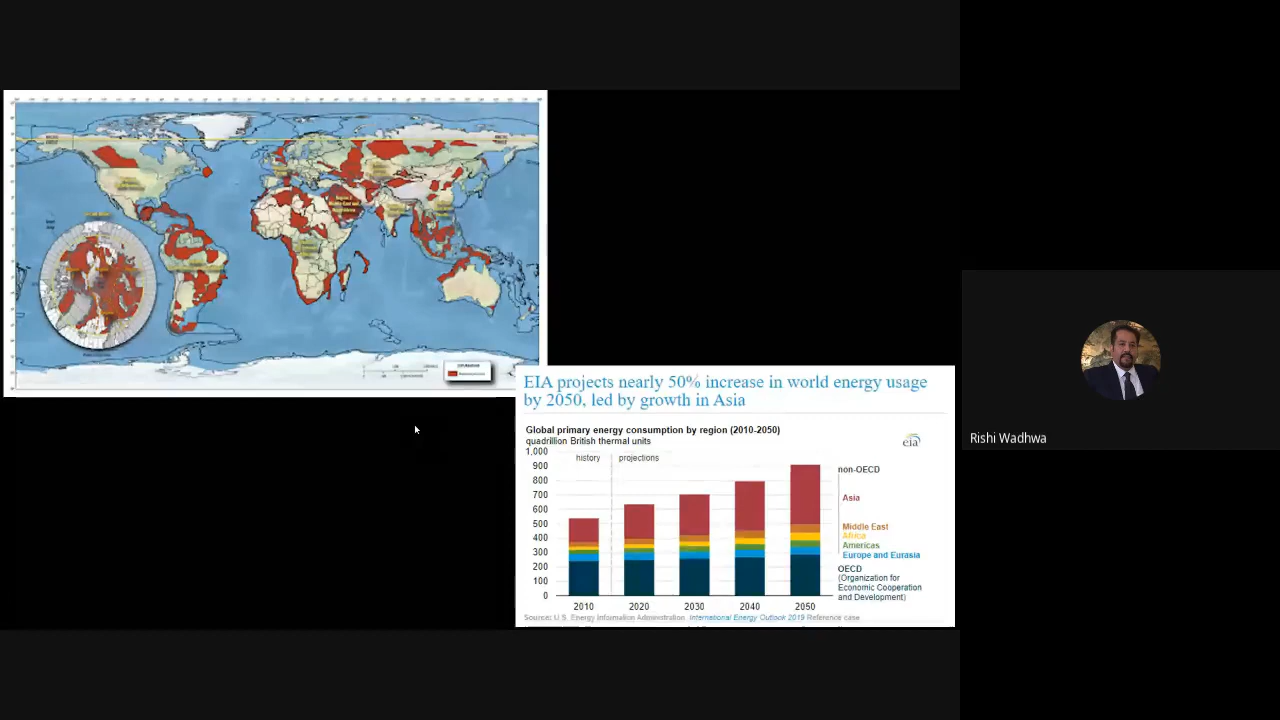 EIA projects nearly 50% increase in world energy usage
by 2050, led by growth in Asia
Global primary energy consumption by region (2010-2050)
quadrillion British thermal units
eia
history
projections
1,000
900
800
700
600
500
400
300
200
100
0
2010
2020
2030
2040
2050
non-OECD
Asia
Middle East
Africa
Americas
Europe and Eurasia
OECD
(Organization for
Economic Cooperation
and Development)
Source: U.S. Energy Information Administration, International Energy Outlook 2019 Reference case
Rishi Wadhwa